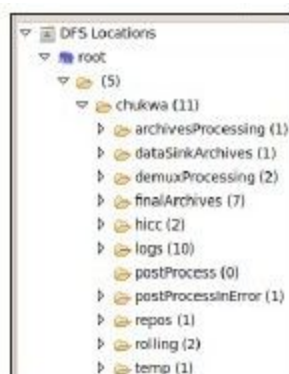 DFS Locations
root
(5)
chukwa (11)
archivesProcessing (1)
dataSinkArchives (1)
demuxProcessing (2)
finalArchives (7)
hicc (2)
logs (10)
postProcess (0)
postProcessInError (1)
repos (1)
rolling (2)
temp (1)